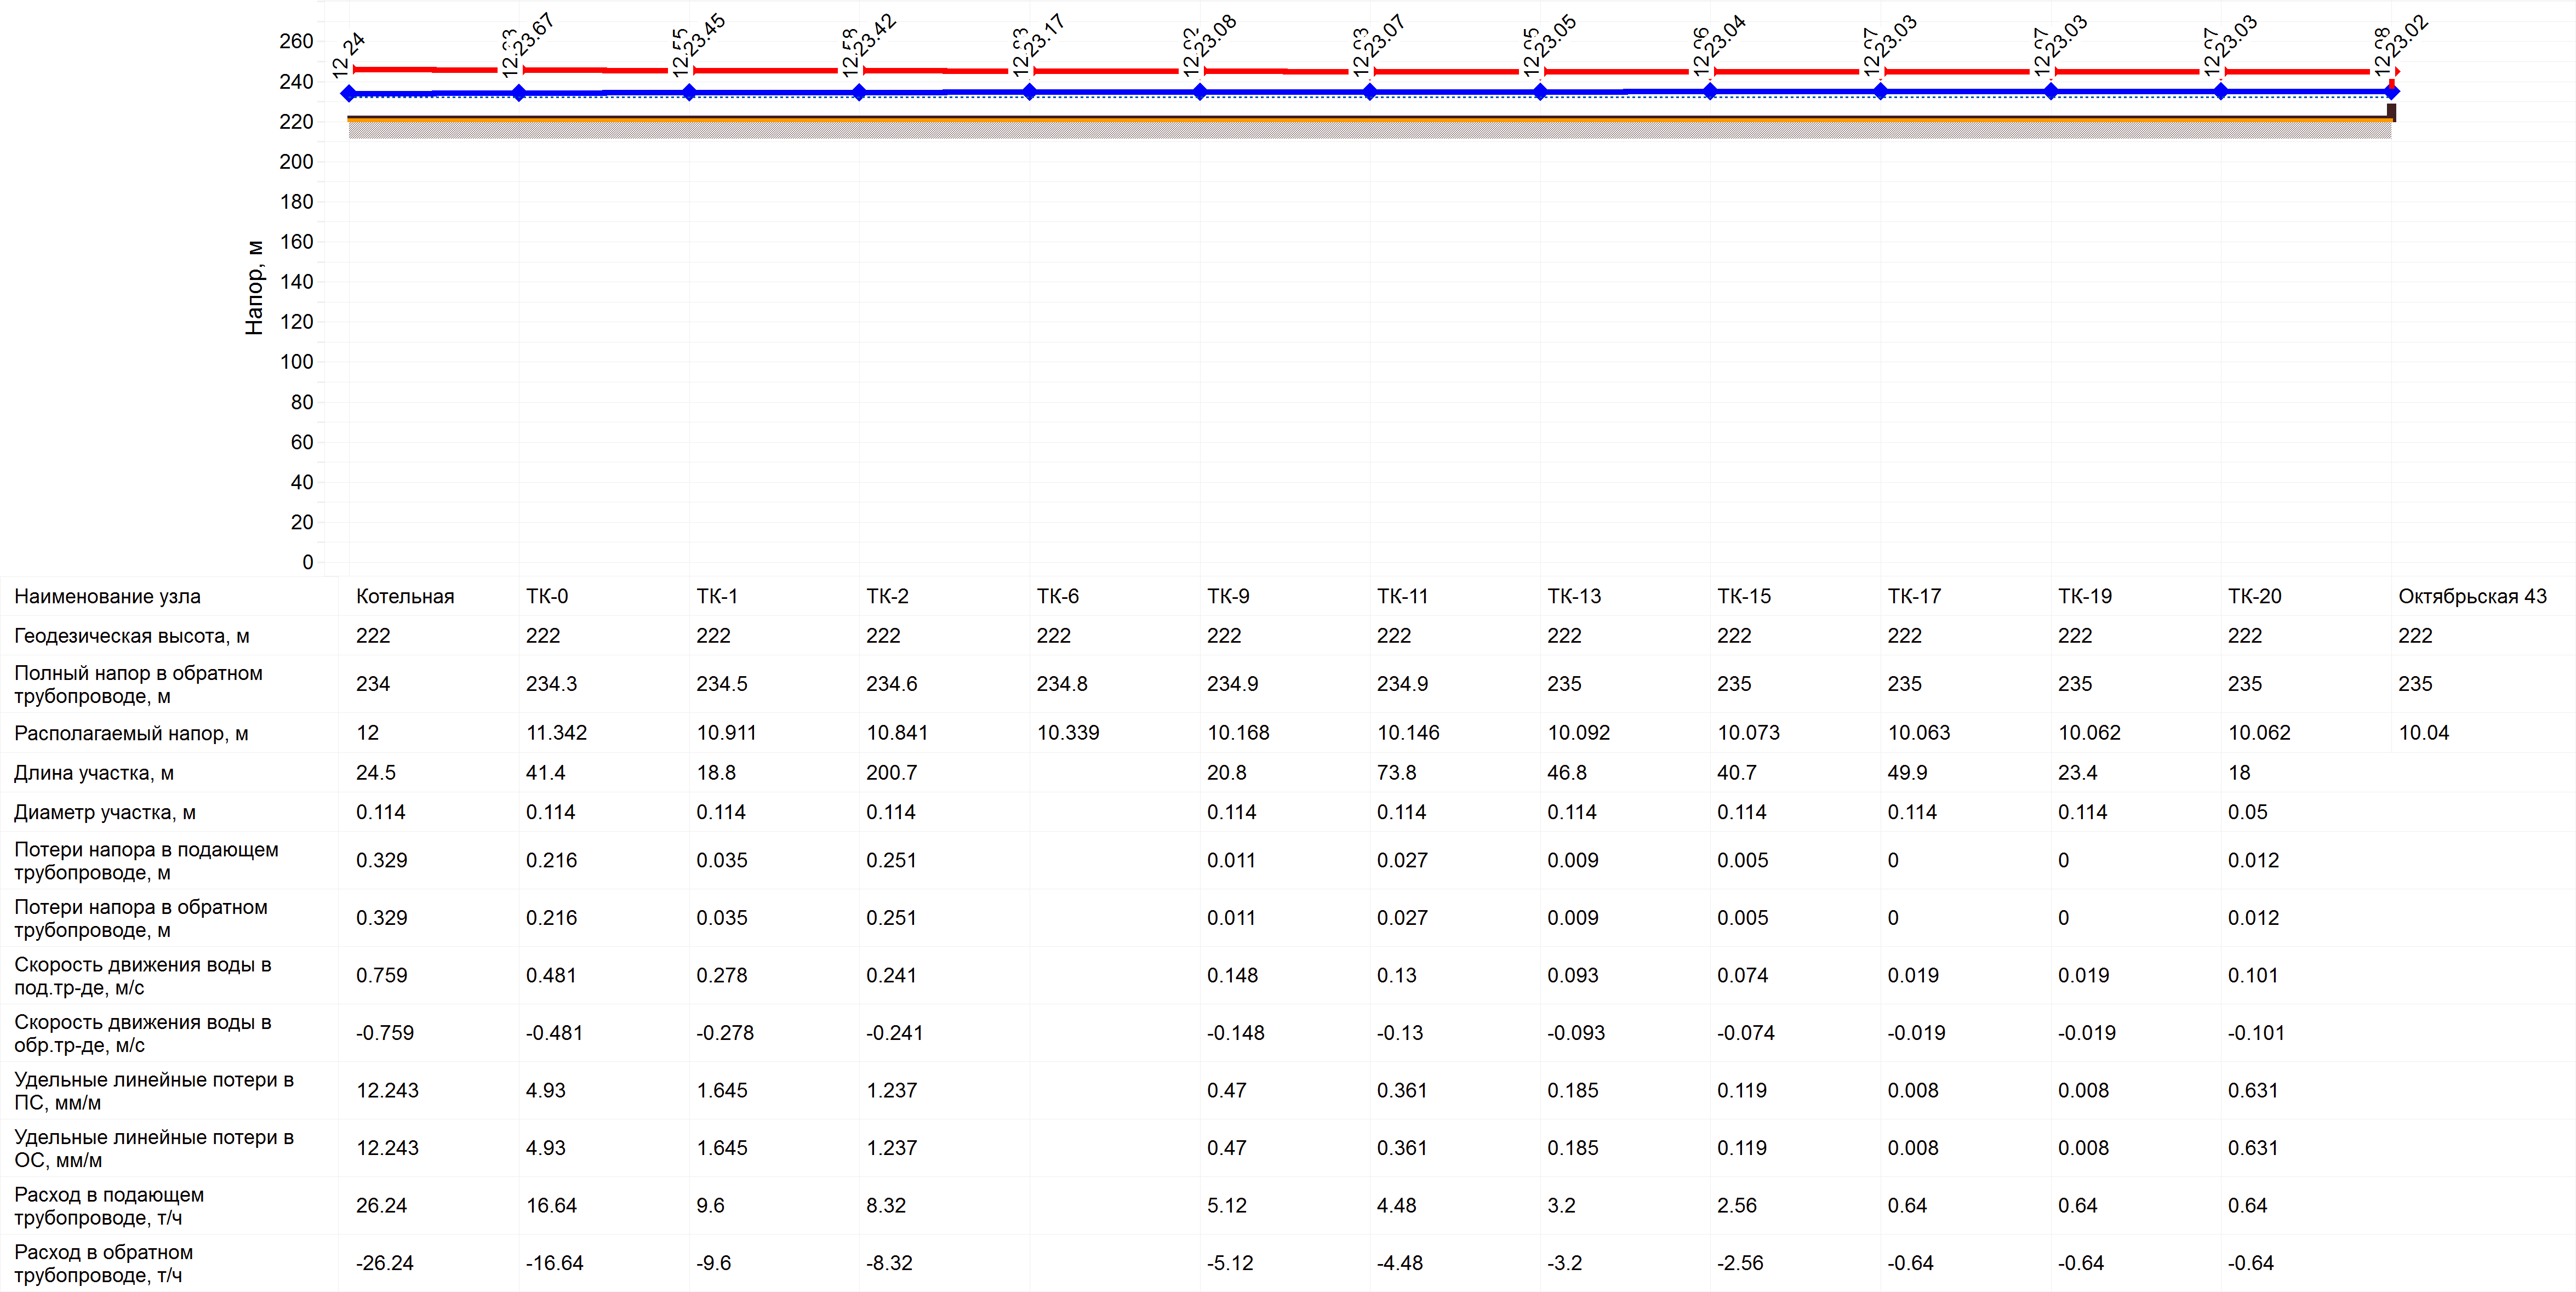 24
23.67
23.45
23.42
23.17
23.08
23.07
23.05
23.04
23.03
23.03
23.03
23.02
260
240
220
200
180
160
140
120
100
80
60
40
20
0
Напор, м
Наименование узла Котельная ТК-0 ТК-1 ТК-2 ТК-6 ТК-9 ТК-11 ТК-13 ТК-15 ТК-17 ТК-19 ТК-20 Октябрьская 43
Геодезическая высота, м 222 222 222 222 222 222 222 222 222 222 222 222 222
Полный напор в обратном
трубопроводе, м 234 234.3 234.5 234.6 234.8 234.9 234.9 235 235 235 235 235 235
Располагаемый напор, м 12 11.342 10.911 10.841 10.339 10.168 10.146 10.092 10.073 10.063 10.062 10.062 10.04
Длина участка, м 24.5 41.4 18.8 200.7 20.8 73.8 46.8 40.7 49.9 23.4 18
Диаметр участка, м 0.114 0.114 0.114 0.114 0.114 0.114 0.114 0.114 0.114 0.114 0.05
Потери напора в подающем
трубопроводе, м 0.329 0.216 0.035 0.251 0.011 0.027 0.009 0.005 0 0 0.012
Потери напора в обратном
трубопроводе, м 0.329 0.216 0.035 0.251 0.011 0.027 0.009 0.005 0 0 0.012
Скорость движения воды в
под.тр-де, м/с 0.759 0.481 0.278 0.241 0.148 0.13 0.093 0.074 0.019 0.019 0.101
Скорость движения воды в
обр.тр-де, м/с -0.759 -0.481 -0.278 -0.241 -0.148 -0.13 -0.093 -0.074 -0.019 -0.019 -0.101
Удельные линейные потери в
ПС, мм/м 12.243 4.93 1.645 1.237 0.47 0.361 0.185 0.119 0.008 0.008 0.631
Удельные линейные потери в
ОС, мм/м 12.243 4.93 1.645 1.237 0.47 0.361 0.185 0.119 0.008 0.008 0.631
Расход в подающем
трубопроводе, т/ч 26.24 16.64 9.6 8.32 5.12 4.48 3.2 2.56 0.64 0.64 0.64
Расход в обратном
трубопроводе, т/ч -26.24 -16.64 -9.6 -8.32 -5.12 -4.48 -3.2 -2.56 -0.64 -0.64 -0.64